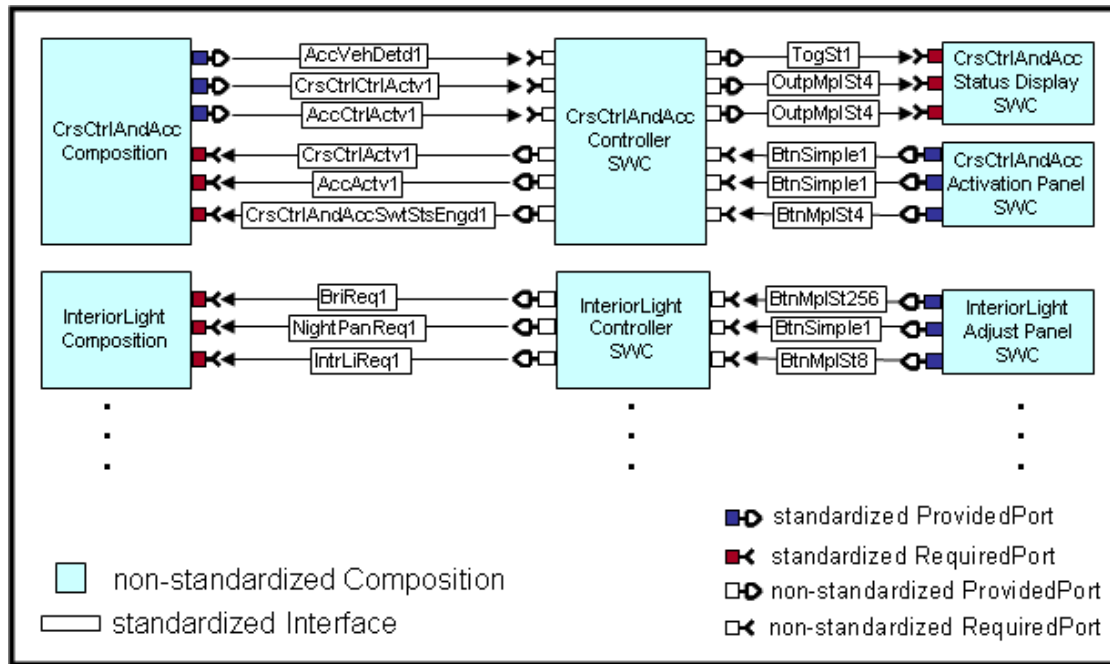 CrsCtrlAndAcc
Composition
AccVehDetd1
CrsCtrlCtrlActv1
AccCtrlActv1
CrsCtrlActv1
AccActv1
CrsCtrlAndAccSwtStsEngd1
CrsCtrlAndAcc
Controller
SWC
TogSt1
OutpMplSt4
OutpMplSt4
BtnSimple1
BtnSimple1
BtnMplSt4
CrsCtrlAndAcc
Status Display
SWC
CrsCtrlAndAcc
Activation Panel
SWC
InteriorLight
Composition
BriReq1
NightPanReq1
IntrLiReq1
InteriorLight
Controller
SWC
BtnMplSt256
BtnSimple1
BtnMplSt8
InteriorLight
Adjust Panel
SWC
non-standardized Composition
standardized Interface
standardized ProvidedPort
standardized RequiredPort
non-standardized ProvidedPort
non-standardized RequiredPort